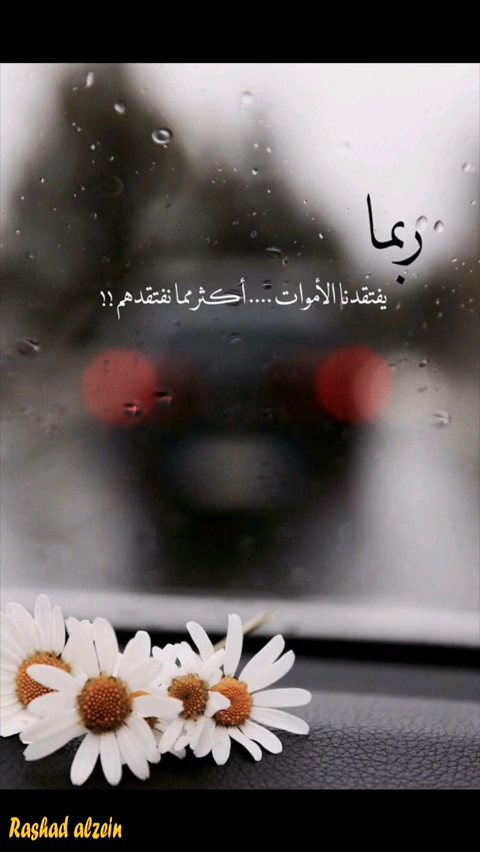 ربما
يفتقدنا الأموات .... أكثر مما نفتقدهم !!
Rashad alzein